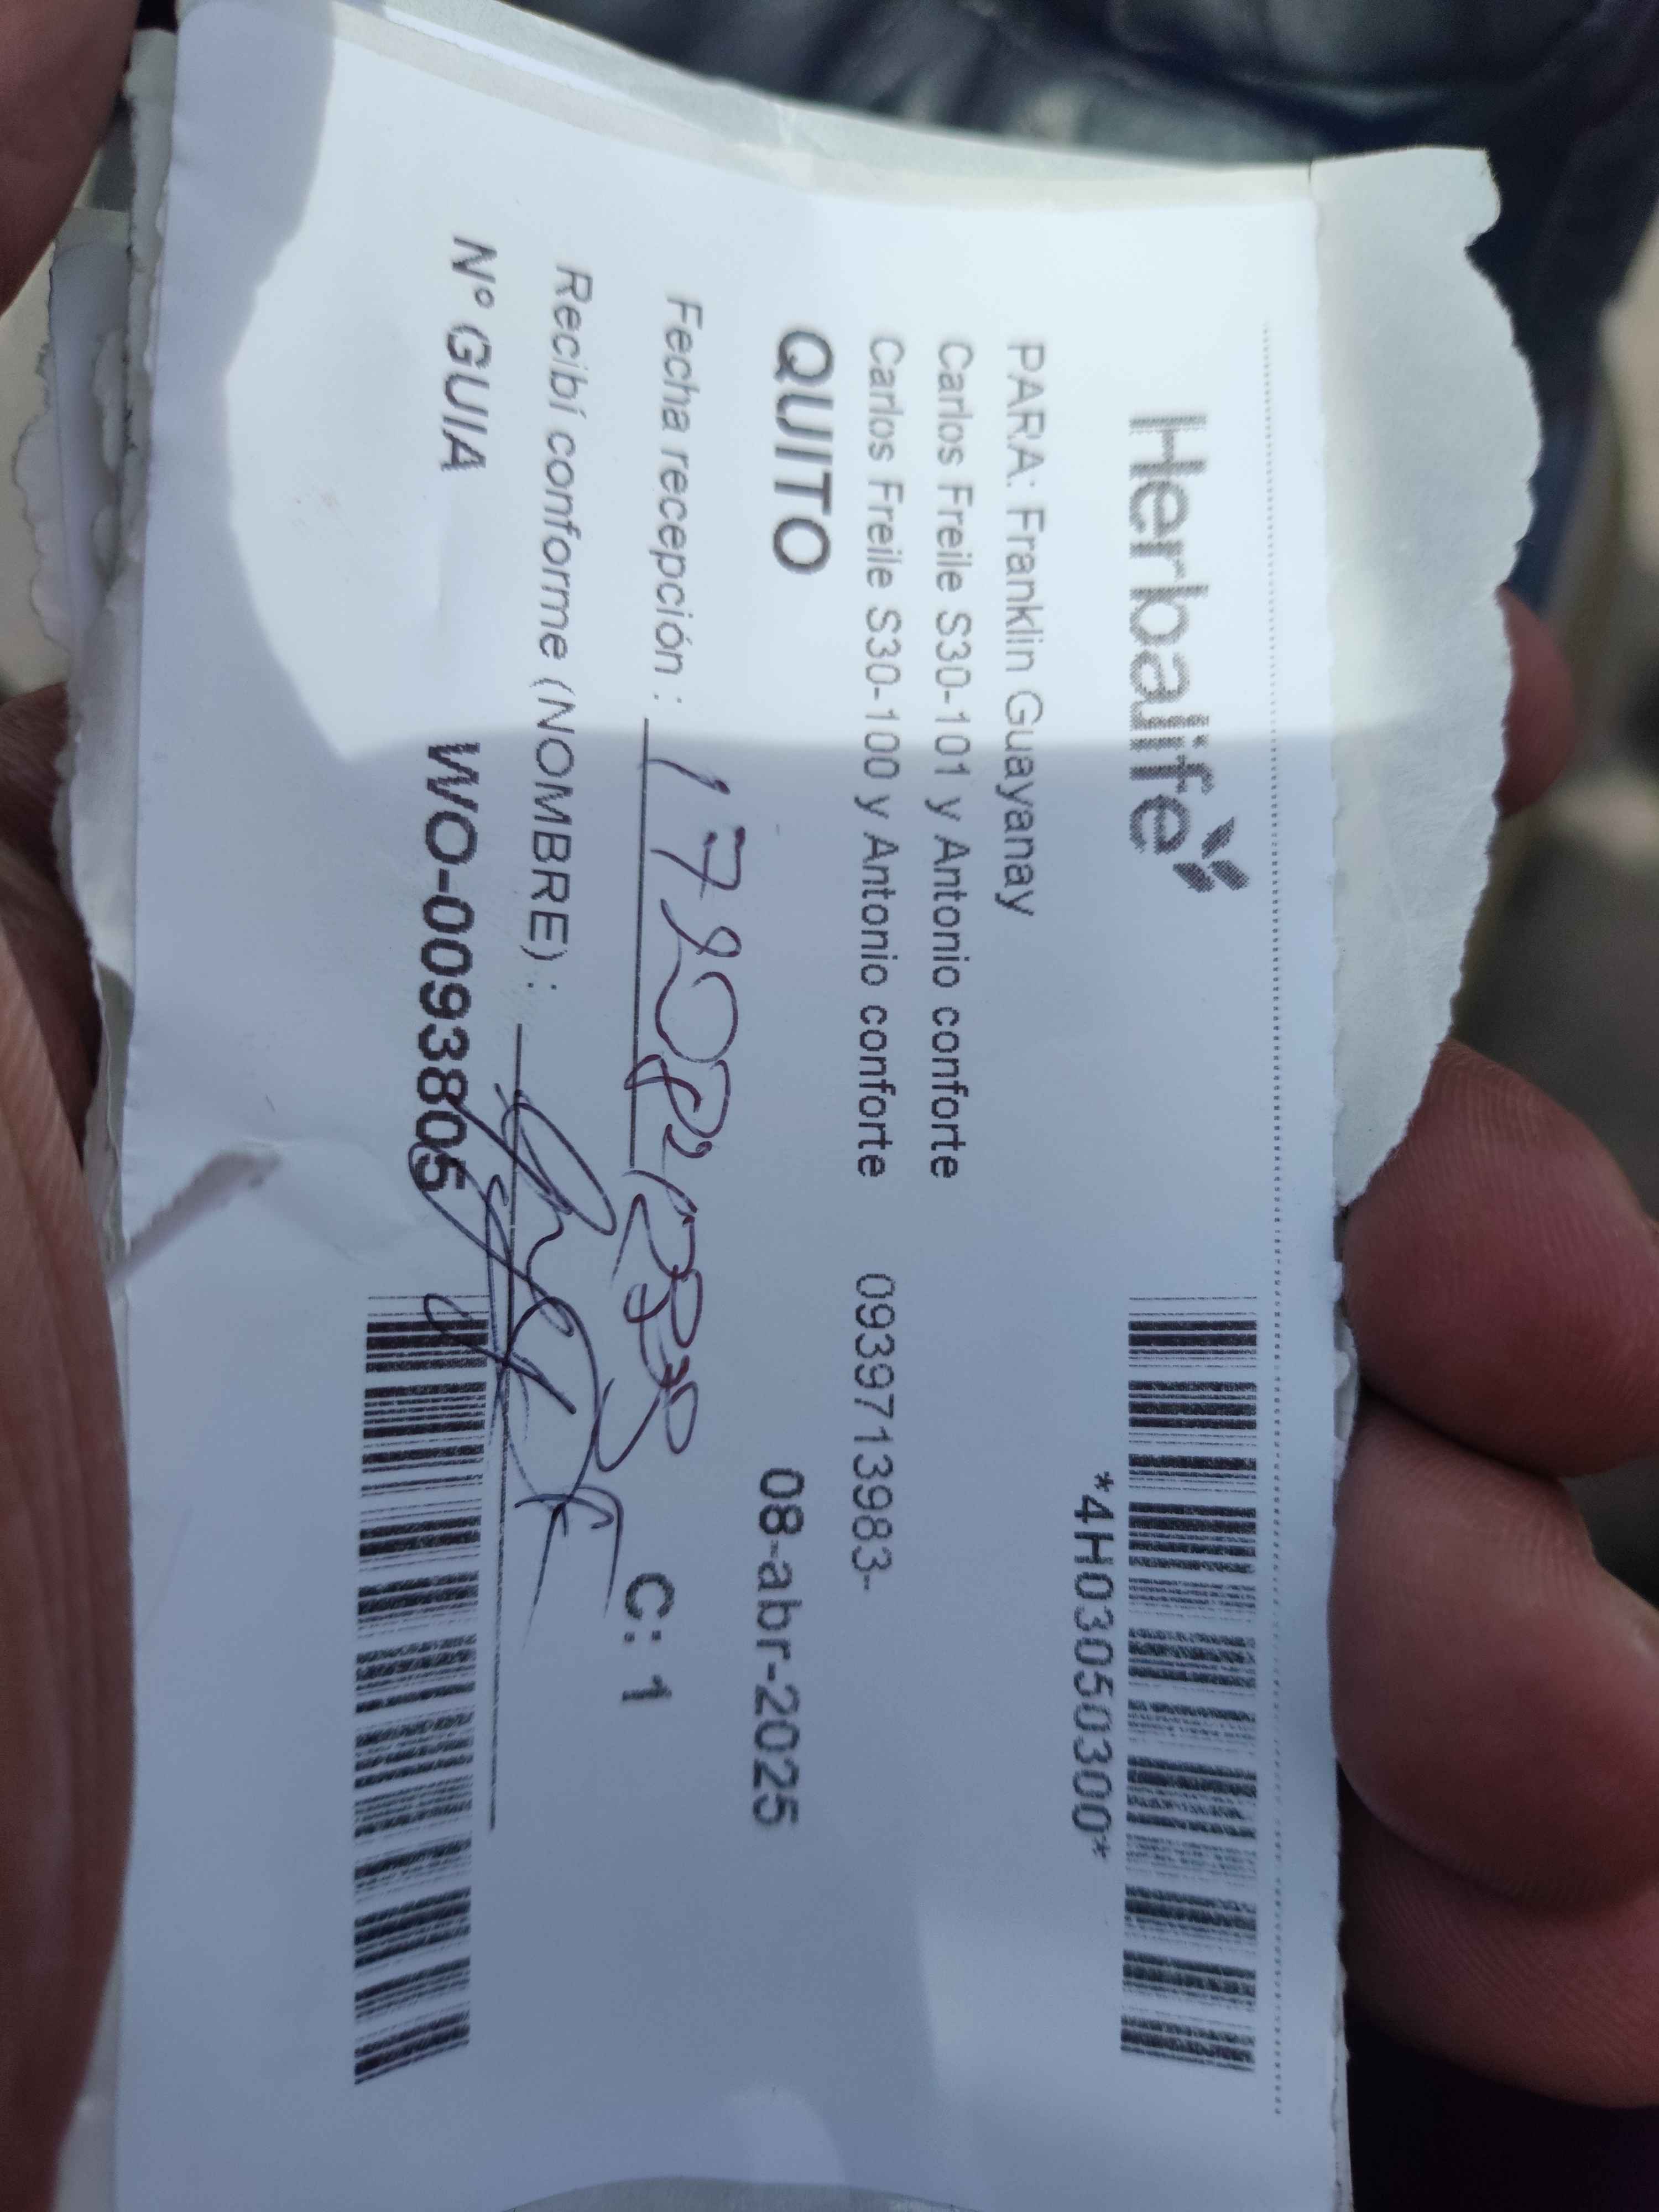 Herbalife
*4H03050300*
PARA: Franklin Guayanay
Carlos Freile S30-101 y Antonio conforte
Carlos Freile S30-100 y Antonio conforte 0939713983-
QUITO 08-abr-2025
Fecha recepción :
C: 1
Recibí conforme (NOMBRE) :
Nº GUIA WO-0093805